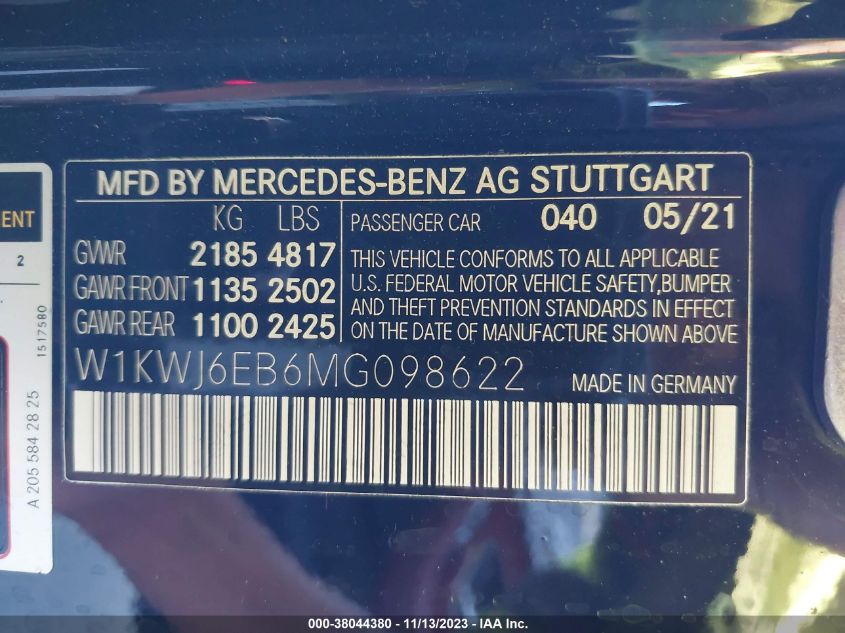 MFD BY MERCEDES-BENZ AG STUTTGART
KG LBS
GVWR 2185 4817
GAWR FRONT 1135 2502
GAWR REAR 1100 2425
PASSENGER CAR 040 05/21
THIS VEHICLE CONFORMS TO ALL APPLICABLE
U.S. FEDERAL MOTOR VEHICLE SAFETY,BUMPER
AND THEFT PREVENTION STANDARDS IN EFFECT
ON THE DATE OF MANUFACTURE SHOWN ABOVE
W1KWJ6EB6MG098622 MADE IN GERMANY
2
1517580
A 205 584 28 25
000-38044380 - 11/13/2023 - IAAI.com